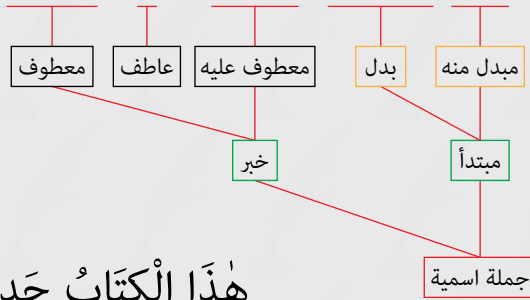 مبدل منه بدل معطوف عليه عاطف معطوف
مبتدأ خبر
جملة اسمية
هٰذَا الْكِتَابُ